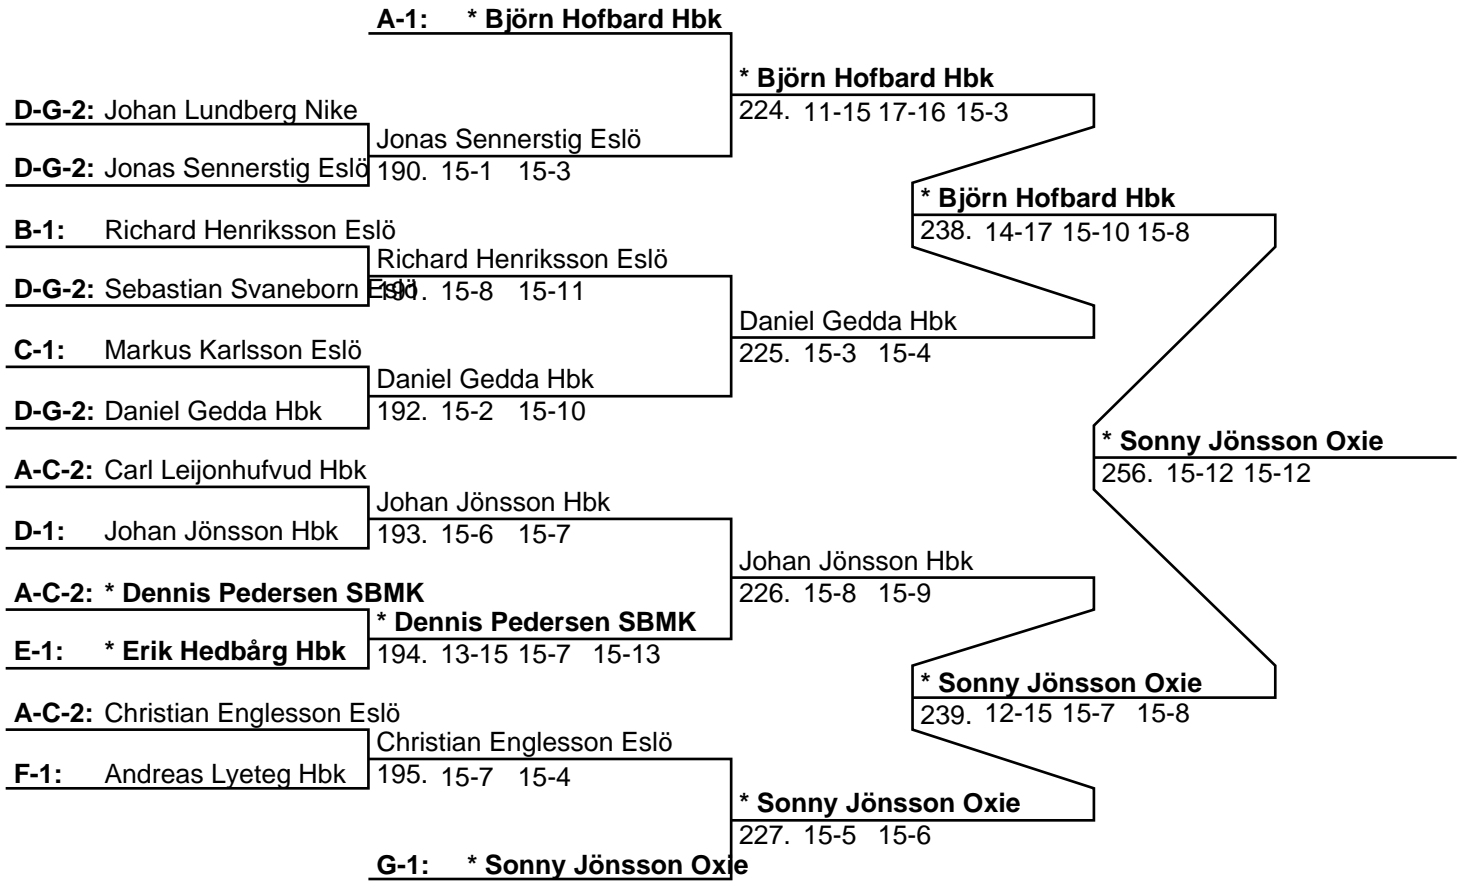 A-1: * Björn Hofbard Hbk
* Björn Hofbard Hbk
224. 11-15 17-16 15-3
D-G-2: Johan Lundberg Nike
Jonas Sennerstig Eslö
D-G-2: Jonas Sennerstig Eslö
190. 15-1 15-3
* Björn Hofbard Hbk
238. 14-17 15-10 15-8
B-1: Richard Henriksson Eslö
Richard Henriksson Eslö
D-G-2: Sebastian Svaneborn Eslö
191. 15-8 15-11
Daniel Gedda Hbk
225. 15-3 15-4
C-1: Markus Karlsson Eslö
Daniel Gedda Hbk
D-G-2: Daniel Gedda Hbk
192. 15-2 15-10
* Sonny Jönsson Oxie
256. 15-12 15-12
A-C-2: Carl Leijonhufvud Hbk
Johan Jönsson Hbk
D-1: Johan Jönsson Hbk
193. 15-6 15-7
Johan Jönsson Hbk
226. 15-8 15-9
A-C-2: * Dennis Pedersen SBMK
* Dennis Pedersen SBMK
E-1: * Erik Hedbårg Hbk
194. 13-15 15-7 15-13
* Sonny Jönsson Oxie
239. 12-15 15-7 15-8
A-C-2: Christian Englesson Eslö
Christian Englesson Eslö
F-1: Andreas Lyeteg Hbk
195. 15-7 15-4
* Sonny Jönsson Oxie
227. 15-5 15-6
G-1: * Sonny Jönsson Oxie